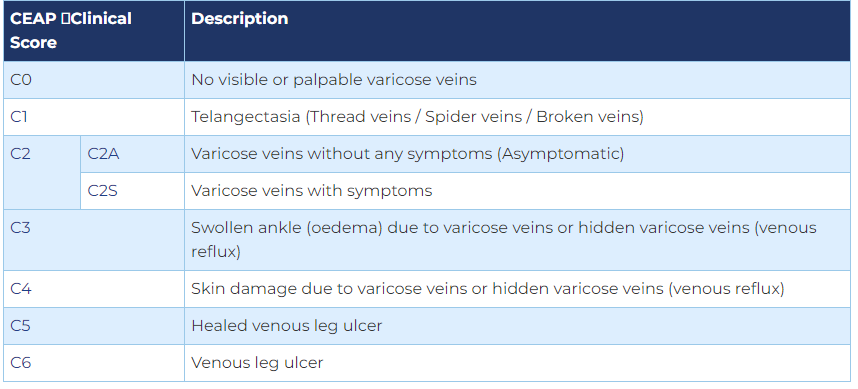 CEAP Clinical Score Description
C0 No visible or palpable varicose veins
C1 Telangectasia (Thread veins / Spider veins / Broken veins)
C2 C2A Varicose veins without any symptoms (Asymptomatic)
C2S Varicose veins with symptoms
C3 Swollen ankle (oedema) due to varicose veins or hidden varicose veins (venous
reflux)
C4 Skin damage due to varicose veins or hidden varicose veins (venous reflux)
C5 Healed venous leg ulcer
C6 Venous leg ulcer